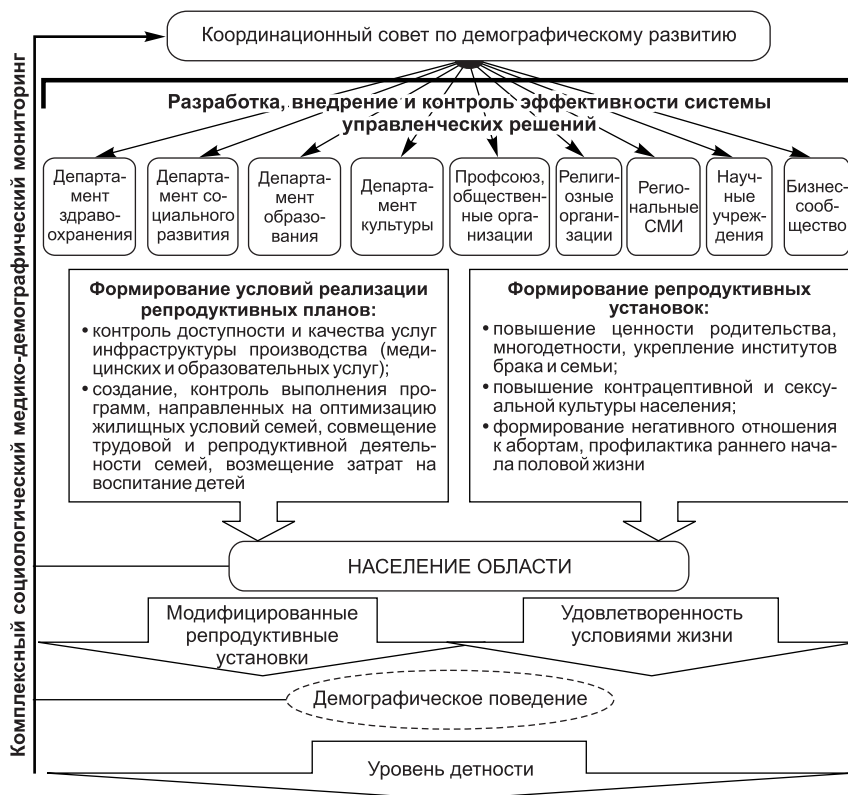 Координационный совет по демографическому развитию
Комплексный социологический медико-демографический мониторинг
Разработка, внедрение и контроль эффективности системы
управленческих решений
Департа-
мент
здраво-
охранения
Департа-
мент со-
циального
развития
Департа-
мент
образо-
вания
Департа-
мент
культуры
Профсоюз,
обществен-
ные орга-
низации
Религи-
озные
органи-
зации
Реги-
ональные
СМИ
Науч-
ные
учреж-
дения
Бизнес-
сооб-
щество
Формирование условий реализации
репродуктивных планов:
• контроль доступности и качества услуг
инфраструктуры производства (меди-
цинских и образовательных услуг);
• создание, контроль выполнения про-
грамм, направленных на оптимизацию
жилищных условий семей, совмещение
трудовой и репродуктивной деятель-
ности семей, возмещение затрат на
воспитание детей
Формирование репродуктивных
установок:
• повышение ценности родительства,
многодетности, укрепление институтов
брака и семьи;
• повышение контрацептивной и сексу-
альной культуры населения;
• формирование негативного отношения
к абортам, профилактика раннего нача-
ла половой жизни
НАСЕЛЕНИЕ ОБЛАСТИ
Модифицированные
репродуктивные
установки
Удовлетворенность
условиями жизни
Демографическое поведение
Уровень детности